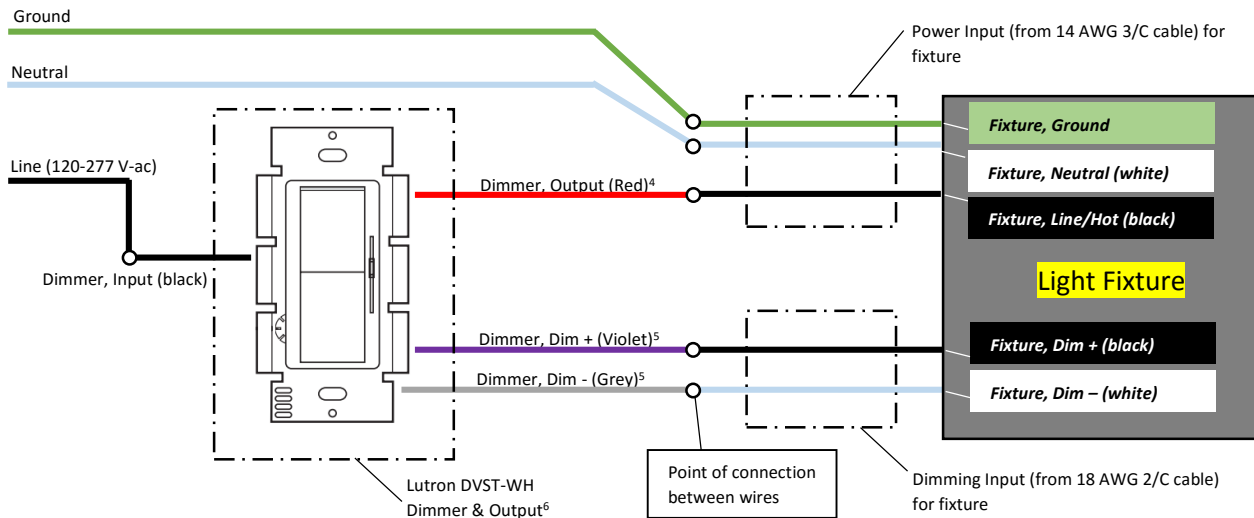 Ground
Power Input (from 14 AWG 3/C cable) for
fixture
Neutral
Fixture, Ground
Line (120-277 V-ac)
Fixture, Neutral (white)
Dimmer, Output (Red)⁴
Fixture, Line/Hot (black)
Dimmer, Input (black)
Light Fixture
Dimmer, Dim + (Violet)⁵
Fixture, Dim + (black)
Dimmer, Dim - (Grey)⁵
Fixture, Dim – (white)
Point of connection
between wires
Dimming Input (from 18 AWG 2/C cable)
for fixture
Lutron DVST-WH
Dimmer & Output⁶